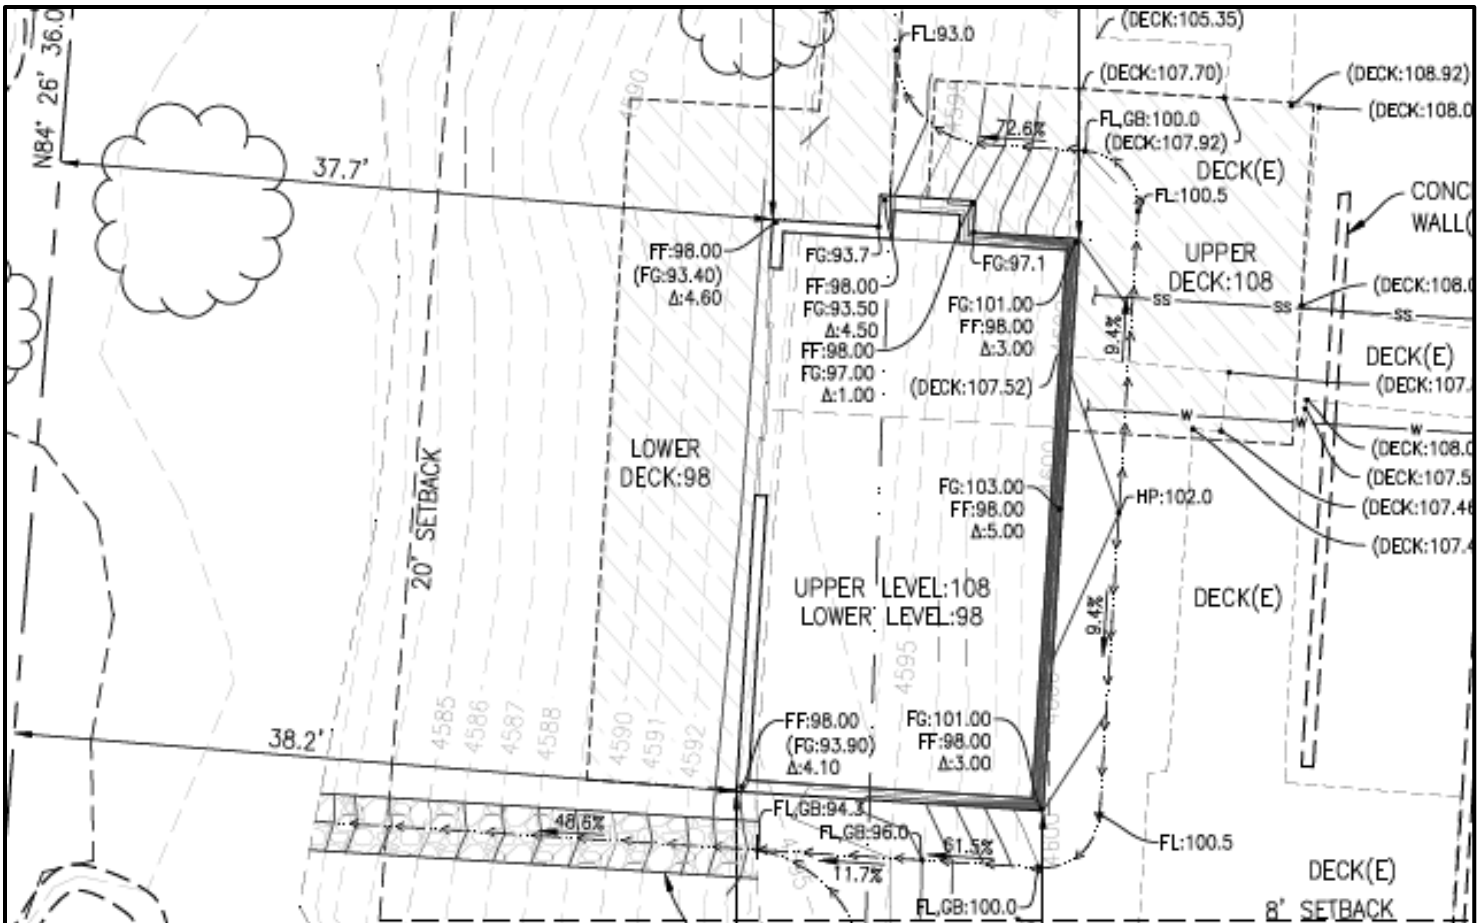 N84° 26' 36.0
FL:93.0
(DECK:105.35)
(DECK:107.70)
(DECK:108.92)
(DECK:108.0
4590
4595
72.6%
FL,GB:100.0
(DECK:107.92)
DECK(E)
37.7'
FL:100.5
CONC
WALL(
FF:98.00
(FG:93.40)
Δ:4.60
FG:93.7
FG:97.1
UPPER
DECK:108
(DECK:108.0
FF:98.00
FG:93.50
Δ:4.50
FG:101.00
FF:98.00
Δ:3.00
SS
SS
SS
9.4%
FF:98.00
FG:97.00
Δ:1.00
(DECK:107.52)
DECK(E)
(DECK:107.
W
W
W
LOWER
DECK:98
20' SETBACK
4600
(DECK:108.0
(DECK:107.5
(DECK:107.46
(DECK:107.4
FG:103.00
FF:98.00
Δ:5.00
HP:102.0
UPPER LEVEL:108
LOWER LEVEL:98
DECK(E)
9.4%
4595
4600
38.2'
4585
4586
4587
4588
4590
4591
4592
FF:98.00
(FG:93.90)
Δ:4.10
FG:101.00
FF:98.00
Δ:3.00
FL,GB:94.3
48.6%
FL,GB:96.0
61.5%
11.7%
4595
4600
FL:100.5
FL,GB:100.0
DECK(E)
8' SETBACK